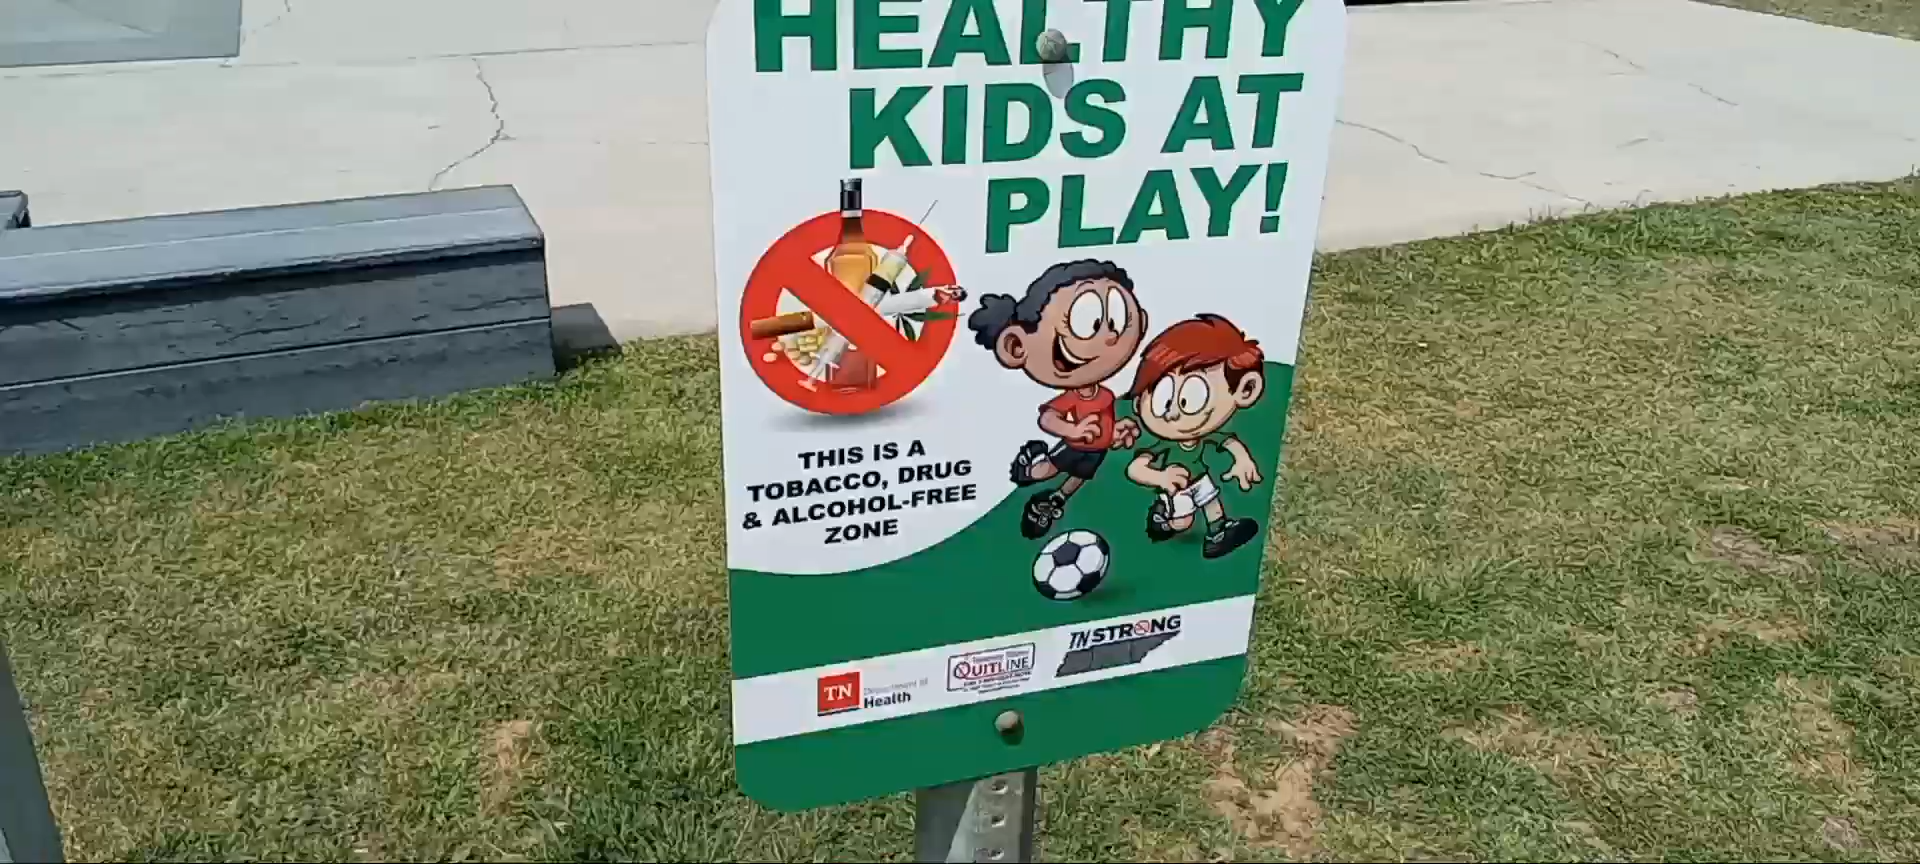 HEALTHY
KIDS AT
PLAY!
THIS IS A
TOBACCO, DRUG
& ALCOHOL-FREE
ZONE
TN Department of
Health
QUITLINE
TN STRONG